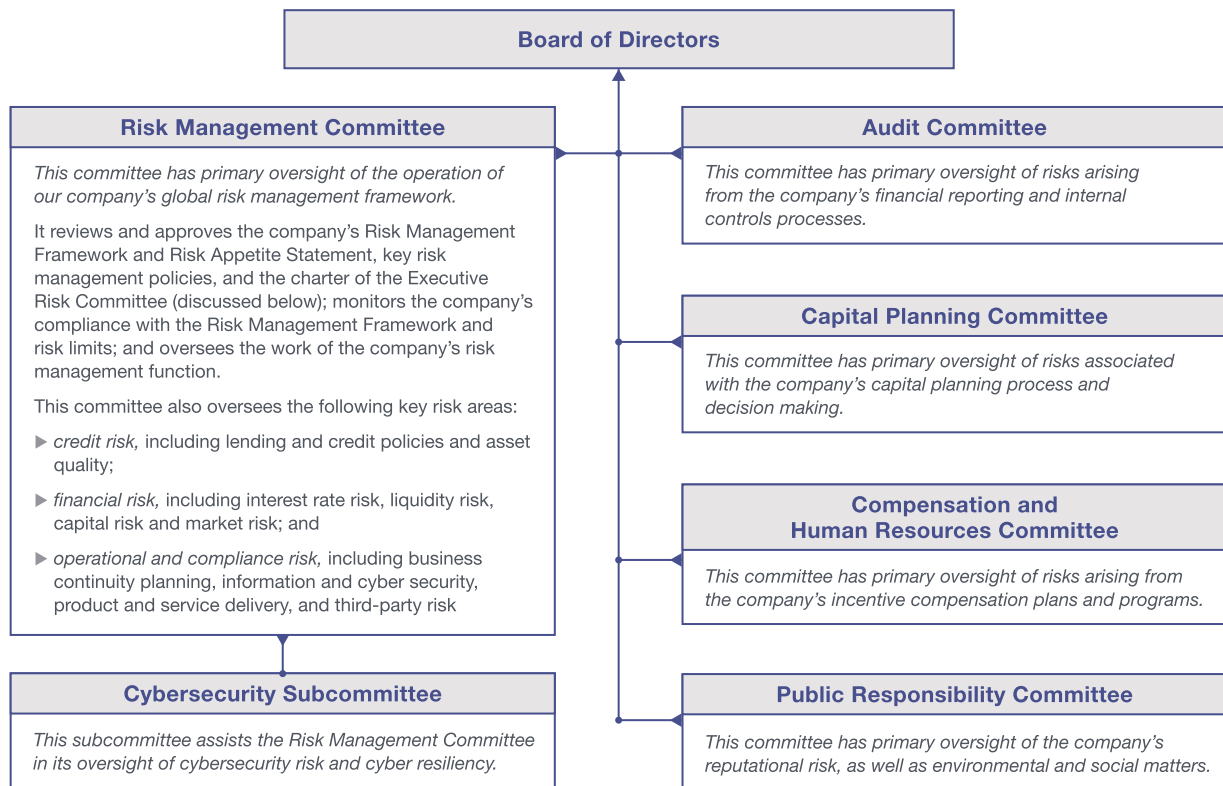 Board of Directors
Risk Management Committee
This committee has primary oversight of the operation of
our company's global risk management framework.
It reviews and approves the company's Risk Management
Framework and Risk Appetite Statement, key risk
management policies, and the charter of the Executive
Risk Committee (discussed below); monitors the company's
compliance with the Risk Management Framework and
risk limits; and oversees the work of the company's risk
management function.
This committee also oversees the following key risk areas:
credit risk, including lending and credit policies and asset
quality;
financial risk, including interest rate risk, liquidity risk,
capital risk and market risk; and
operational and compliance risk, including business
continuity planning, information and cyber security,
product and service delivery, and third-party risk
Cybersecurity Subcommittee
This subcommittee assists the Risk Management Committee
in its oversight of cybersecurity risk and cyber resiliency.
Audit Committee
This committee has primary oversight of risks arising
from the company's financial reporting and internal
controls processes.
Capital Planning Committee
This committee has primary oversight of risks associated
with the company's capital planning process and
decision making.
Compensation and
Human Resources Committee
This committee has primary oversight of risks arising from
the company's incentive compensation plans and programs.
Public Responsibility Committee
This committee has primary oversight of the company's
reputational risk, as well as environmental and social matters.